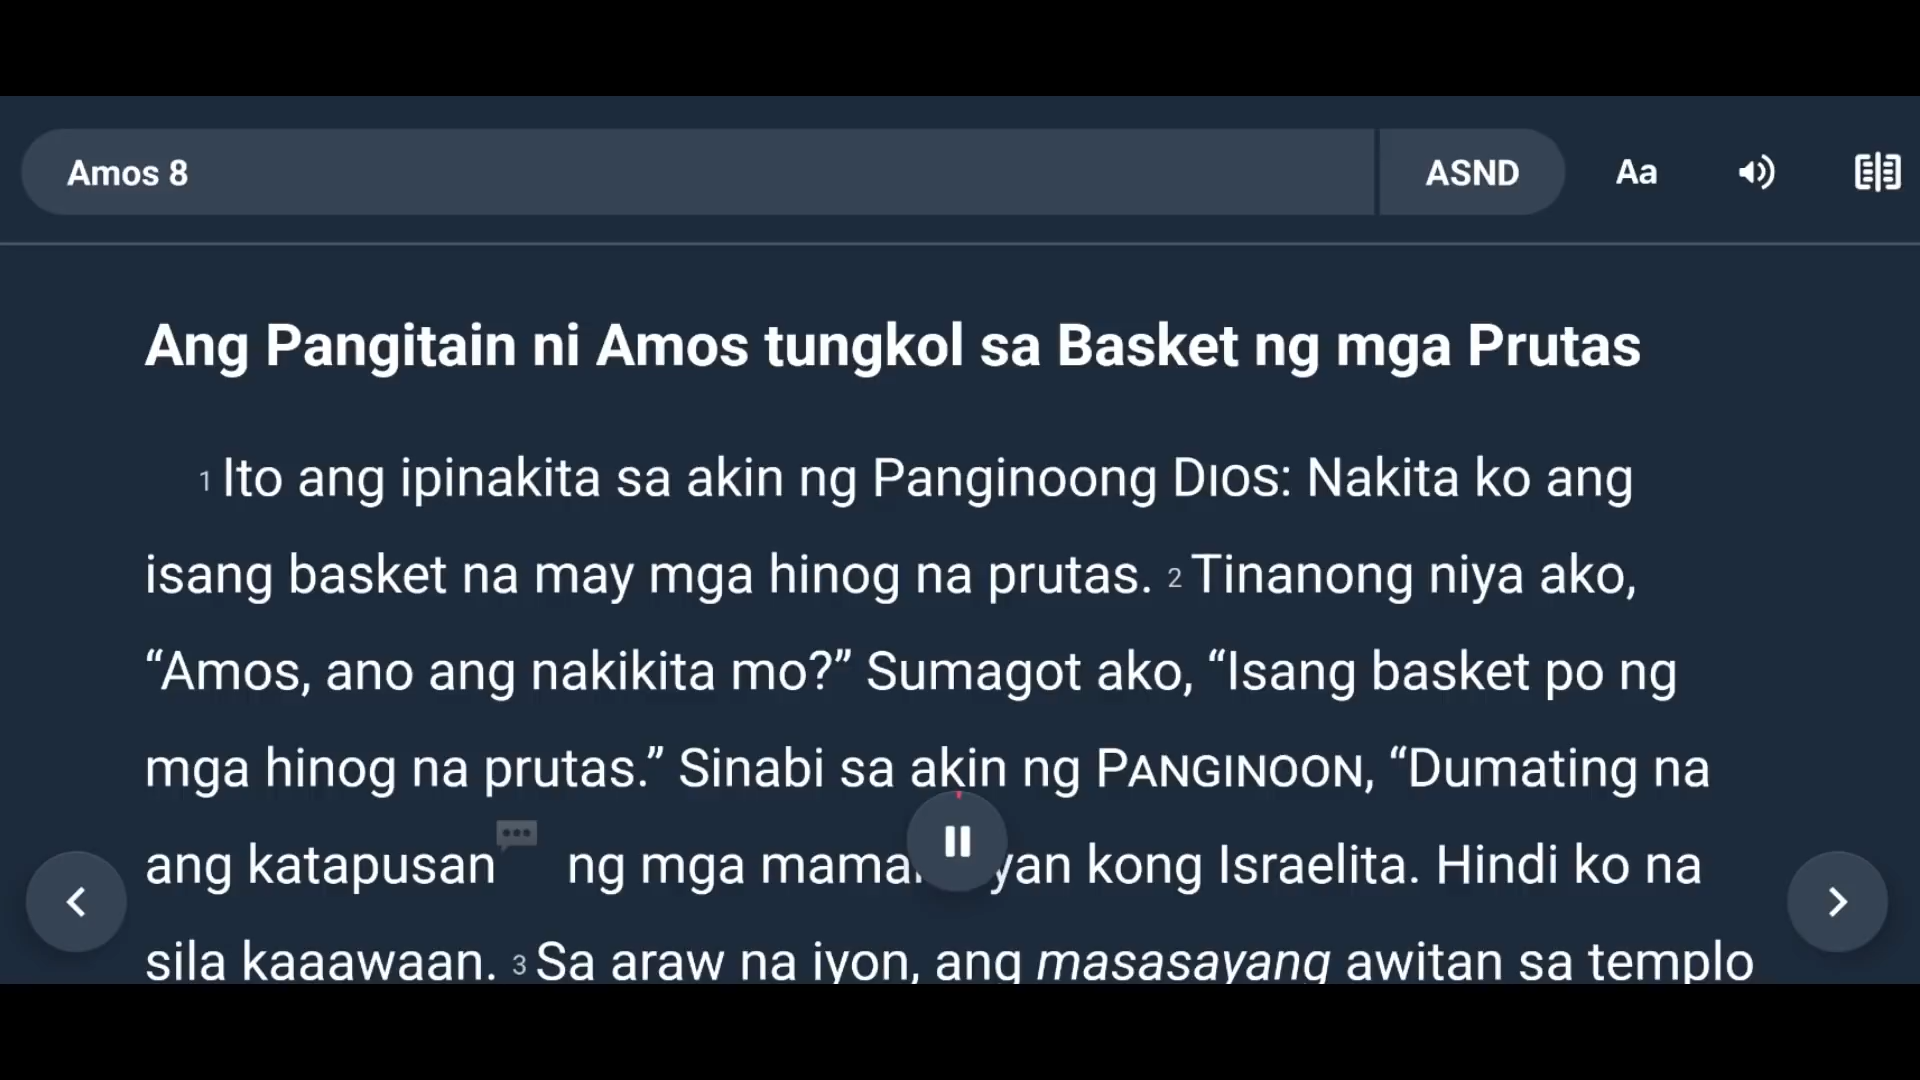 Amos 8
ASND
Aa
Ang Pangitain ni Amos tungkol sa Basket ng mga Prutas
1 Ito ang ipinakita sa akin ng Panginoong DIOS: Nakita ko ang
isang basket na may mga hinog na prutas. 2 Tinanong niya ako,
“Amos, ano ang nakikita mo?” Sumagot ako, “Isang basket po ng
mga hinog na prutas.” Sinabi sa akin ng PANGINOON, “Dumating na
ang katapusan ng mga kong Israelita. Hindi ko na
sila kaaawaan. 3 Sa araw na iyon, ang masasayang awitan sa templo